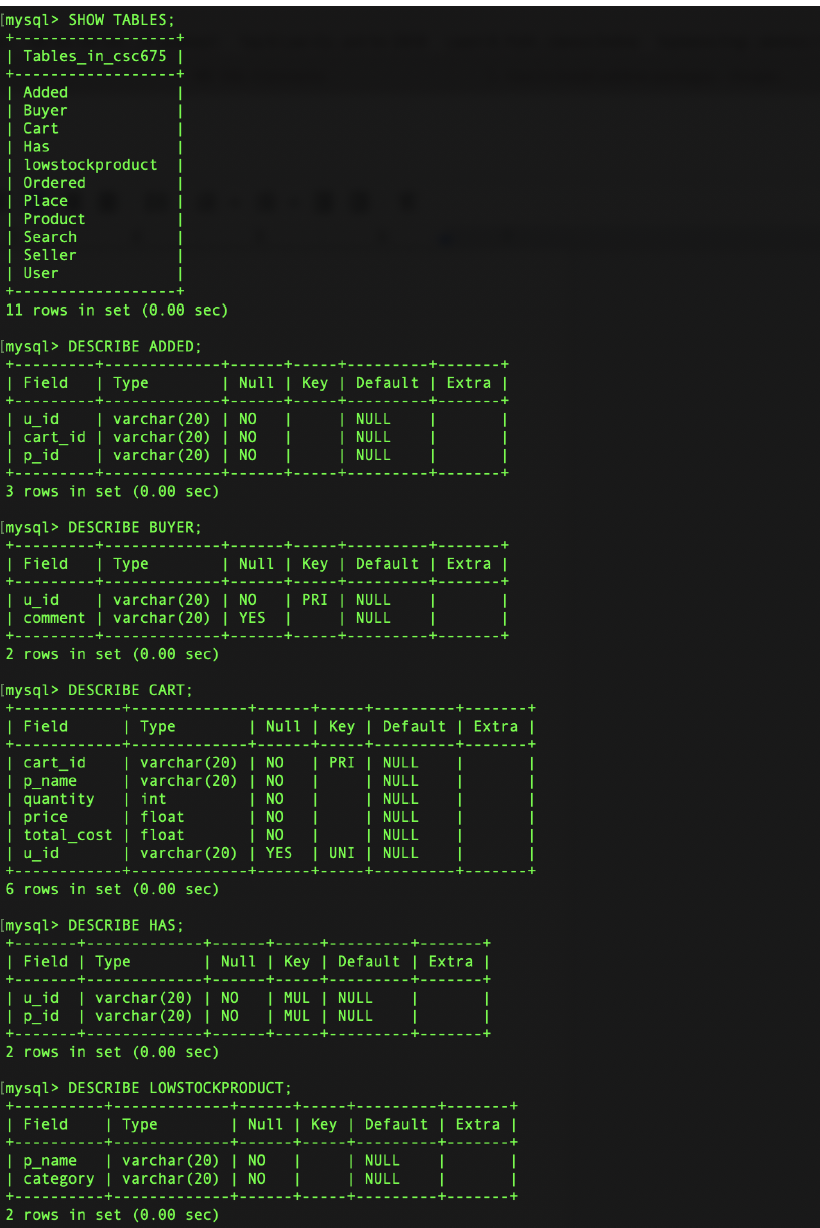 [mysql> SHOW TABLES;
+------------------+
| Tables_in_csc675 |
+------------------+
| Added            |
| Buyer            |
| Cart             |
| Has              |
| lowstockproduct  |
| Ordered          |
| Place            |
| Product          |
| Search           |
| Seller           |
| User             |
+------------------+
11 rows in set (0.00 sec)
[mysql> DESCRIBE ADDED;
+---------+-------------+------+-----+---------+-------+
| Field   | Type        | Null | Key | Default | Extra |
+---------+-------------+------+-----+---------+-------+
| u_id    | varchar(20) | NO   |     | NULL    |       |
| cart_id | varchar(20) | NO   |     | NULL    |       |
| p_id    | varchar(20) | NO   |     | NULL    |       |
+---------+-------------+------+-----+---------+-------+
3 rows in set (0.00 sec)
[mysql> DESCRIBE BUYER;
+---------+-------------+------+-----+---------+-------+
| Field   | Type        | Null | Key | Default | Extra |
+---------+-------------+------+-----+---------+-------+
| u_id    | varchar(20) | NO   | PRI | NULL    |       |
| comment | varchar(20) | YES  |     | NULL    |       |
+---------+-------------+------+-----+---------+-------+
2 rows in set (0.00 sec)
[mysql> DESCRIBE CART;
+------------+-------------+------+-----+---------+-------+
| Field      | Type        | Null | Key | Default | Extra |
+------------+-------------+------+-----+---------+-------+
| cart_id    | varchar(20) | NO   | PRI | NULL    |       |
| p_name     | varchar(20) | NO   |     | NULL    |       |
| quantity   | int         | NO   |     | NULL    |       |
| price      | float       | NO   |     | NULL    |       |
| total_cost | float       | NO   |     | NULL    |       |
| u_id       | varchar(20) | YES  | UNI | NULL    |       |
+------------+-------------+------+-----+---------+-------+
6 rows in set (0.00 sec)
[mysql> DESCRIBE HAS;
+-------+-------------+------+-----+---------+-------+
| Field | Type        | Null | Key | Default | Extra |
+-------+-------------+------+-----+---------+-------+
| u_id  | varchar(20) | NO   | MUL | NULL    |       |
| p_id  | varchar(20) | NO   | MUL | NULL    |       |
+-------+-------------+------+-----+---------+-------+
2 rows in set (0.00 sec)
[mysql> DESCRIBE LOWSTOCKPRODUCT;
+----------+-------------+------+-----+---------+-------+
| Field    | Type        | Null | Key | Default | Extra |
+----------+-------------+------+-----+---------+-------+
| p_name   | varchar(20) | NO   |     | NULL    |       |
| category | varchar(20) | NO   |     | NULL    |       |
+----------+-------------+------+-----+---------+-------+
2 rows in set (0.00 sec)